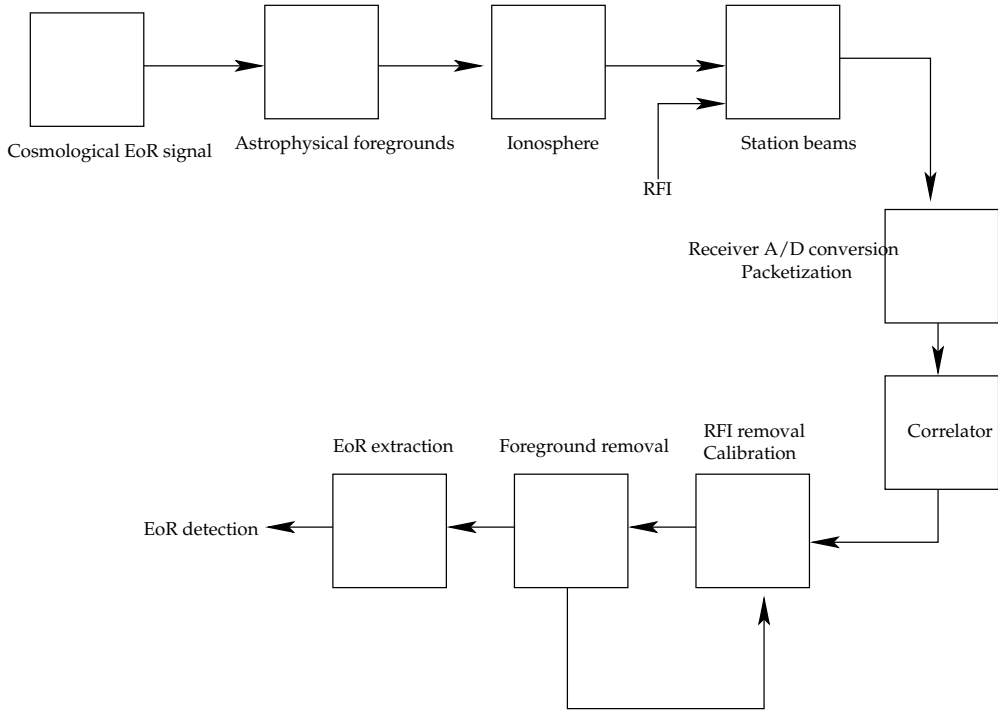 Cosmological EoR signal
Astrophysical foregrounds
Ionosphere
Station beams
RFI
Receiver A/D conversion
Packetization
Correlator
RFI removal
Calibration
Foreground removal
EoR extraction
EoR detection